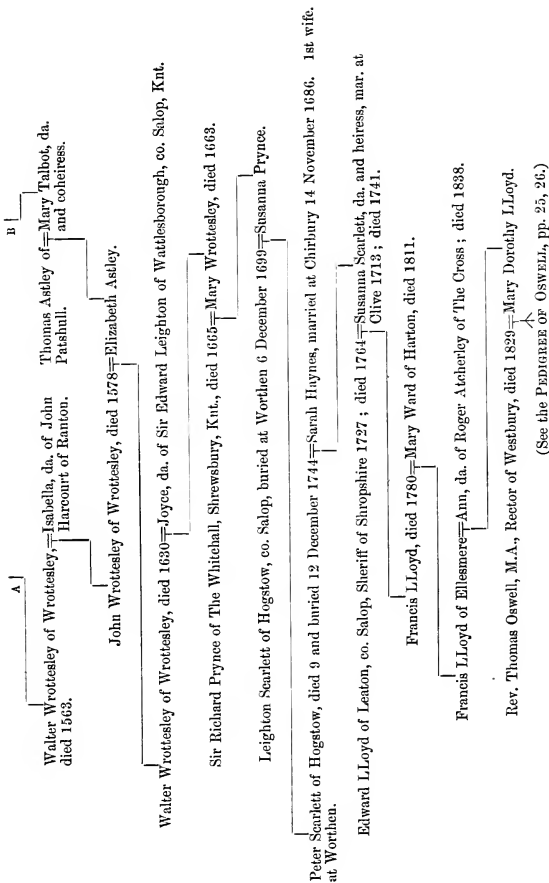 A
B
Walter Wrottesley of Wrottesley,=Isabella, da. of John
died 1563.
Harcourt of Ranton.
Thomas Astley of=Mary Talbot, da.
Patshull.
and coheiress.
John Wrottesley of Wrottesley, died 1578=Elizabeth Astley.
Walter Wrottesley of Wrottesley, died 1630=Joyce, da. of Sir Edward Leighton of Wattlesborough, co. Salop, Knt.
Sir Richard Prynce of The Whitehall, Shrewsbury, Knt., died 1665=Mary Wrottesley, died 1663.
Leighton Scarlett of Hogstow, co. Salop, buried at Worthen 6 December 1699=Susanna Prynce.
Peter Scarlett of Hogstow, died 9 and buried 12 December 1744=Sarah Haynes, married at Chirbury 14 November 1686. 1st wife.
at Worthen.
Edward LLoyd of Leaton, co. Salop, Sheriff of Shropshire 1727; died 1764=Susanna Scarlett, da. and heiress, mar. at
Clive 1713; died 1741.
Francis LLoyd, died 1780=Mary Ward of Harton, died 1811.
Francis LLoyd of Ellesmere=Ann, da. of Roger Atcherley of The Cross; died 1838.
Rev. Thomas Oswell, M.A., Rector of Westbury, died 1829=Mary Dorothy LLoyd.
(See the PEDIGREE OF OSWELL, pp. 25, 26.)